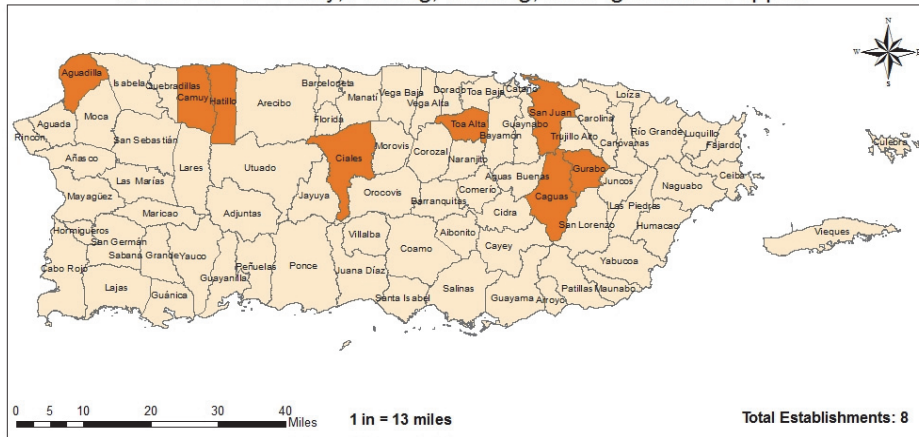 N
W E
S
Aguadilla
Isabela
Quebradillas
Camuy
Hatillo
Arecibo
Barceloneta
Manatí
Florida
Vega Baja
Vega Alta
Dorado
Toa Baja
Cataño
San Juan
Toa Alta
Bayamón
Guaynabo
Carolina
Loíza
Trujillo Alto
Canóvanas
Río Grande
Luquillo
Fajardo
Culebra
Aguada
Rincón
Moca
San Sebastián
Añasco
Las Marías
Mayagüez
Maricao
Lares
Utuado
Adjuntas
Jayuya
Ciales
Morovis
Corozal
Naranjito
Orocovis
Barranquitas
Comerío
Aguas Buenas
Caguas
Gurabo
Juncos
Naguabo
Ceiba
Las Piedras
Humacao
San Lorenzo
Cidra
Cayey
Aibonito
Coamo
Villalba
Yabucoa
Vieques
Hormigueros
San Germán
Sabana Grande
Yauco
Cabo Rojo
Lajas
Guánica
Guayanilla
Peñuelas
Ponce
Juana Díaz
Santa Isabel
Salinas
Guayama
Arroyo
Patillas
Maunabo
0 5 10 20 30 40
Miles
1 in = 13 miles
Total Establishments: 8